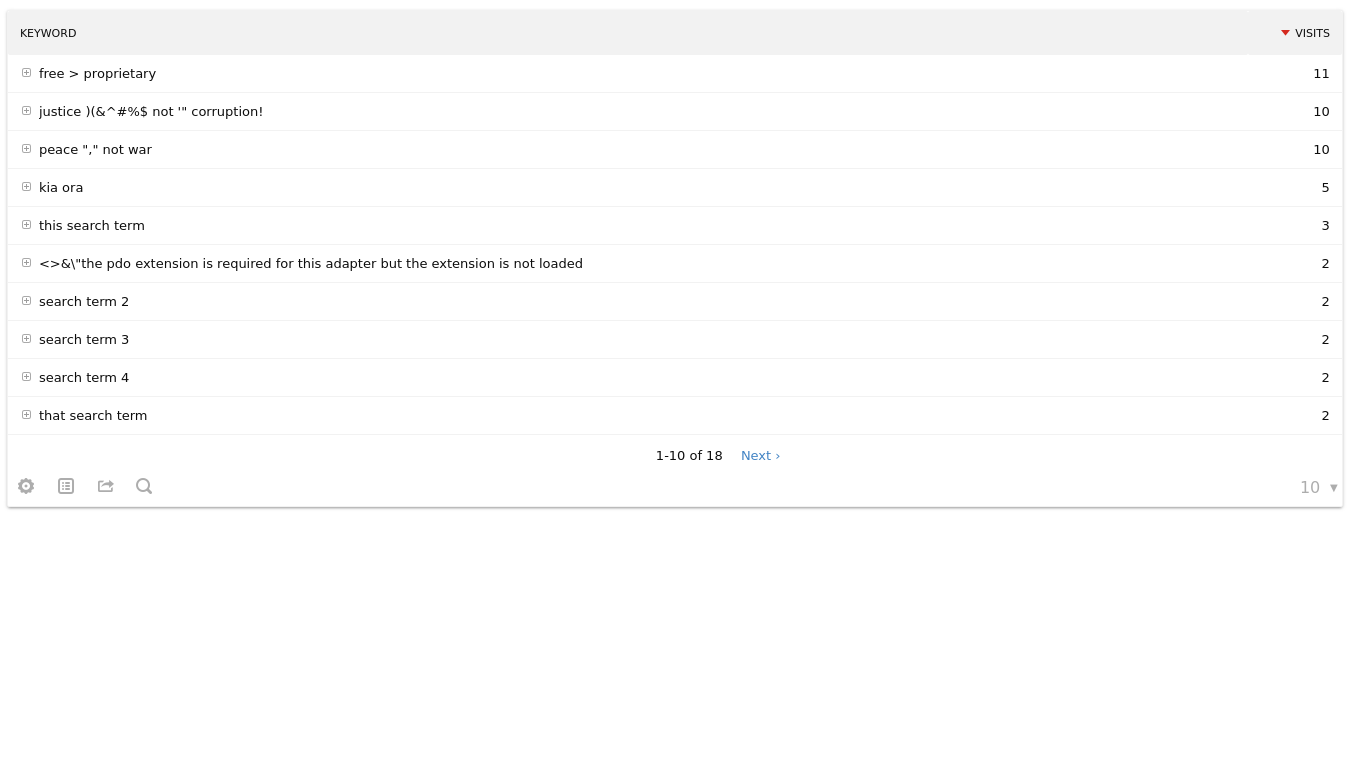 KEYWORD VISITS
free > proprietary 11
justice )(&^#%$ not '" corruption! 10
peace "," not war 10
kia ora 5
this search term 3
<>&\"the pdo extension is required for this adapter but the extension is not loaded 2
search term 2 2
search term 3 2
search term 4 2
that search term 2
1-10 of 18 Next ›
10